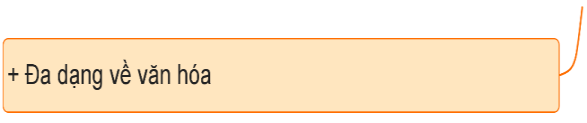 + Đa dạng về văn hóa